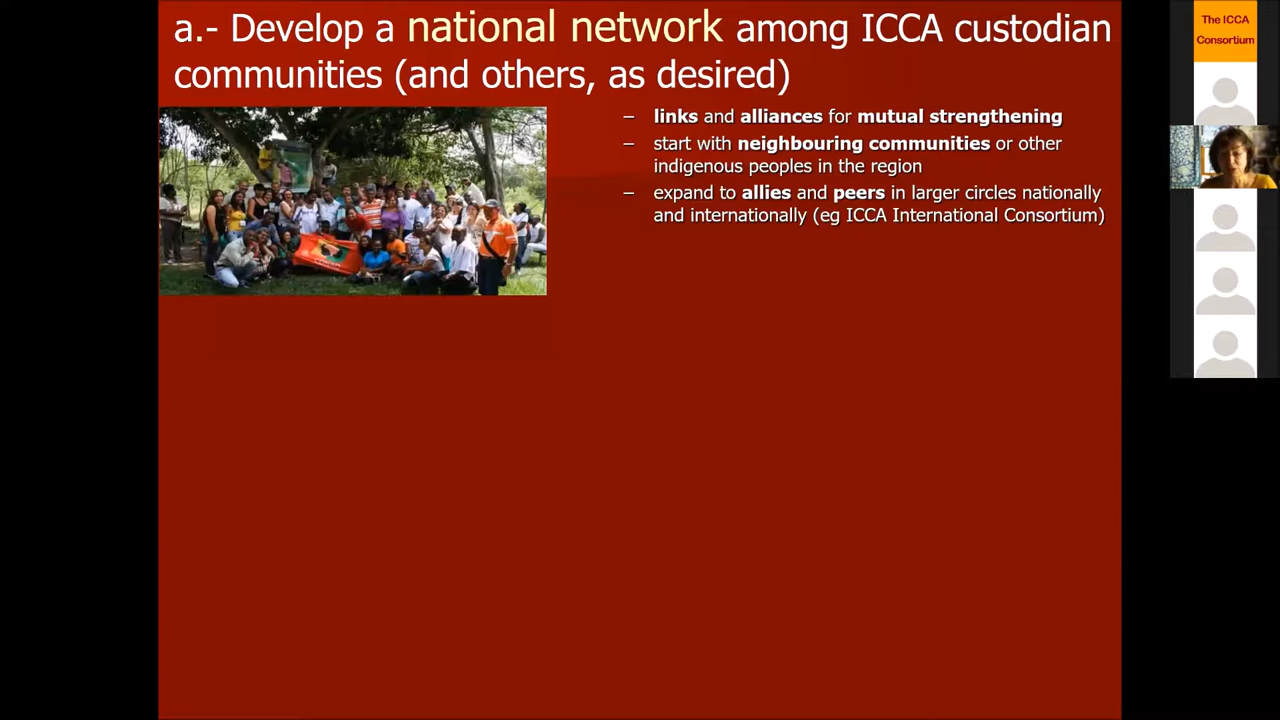 a.- Develop a national network among ICCA custodian
communities (and others, as desired)
– links and alliances for mutual strengthening
– start with neighbouring communities or other
indigenous peoples in the region
– expand to allies and peers in larger circles nationally
and internationally (eg ICCA International Consortium)
The ICCA
Consortium